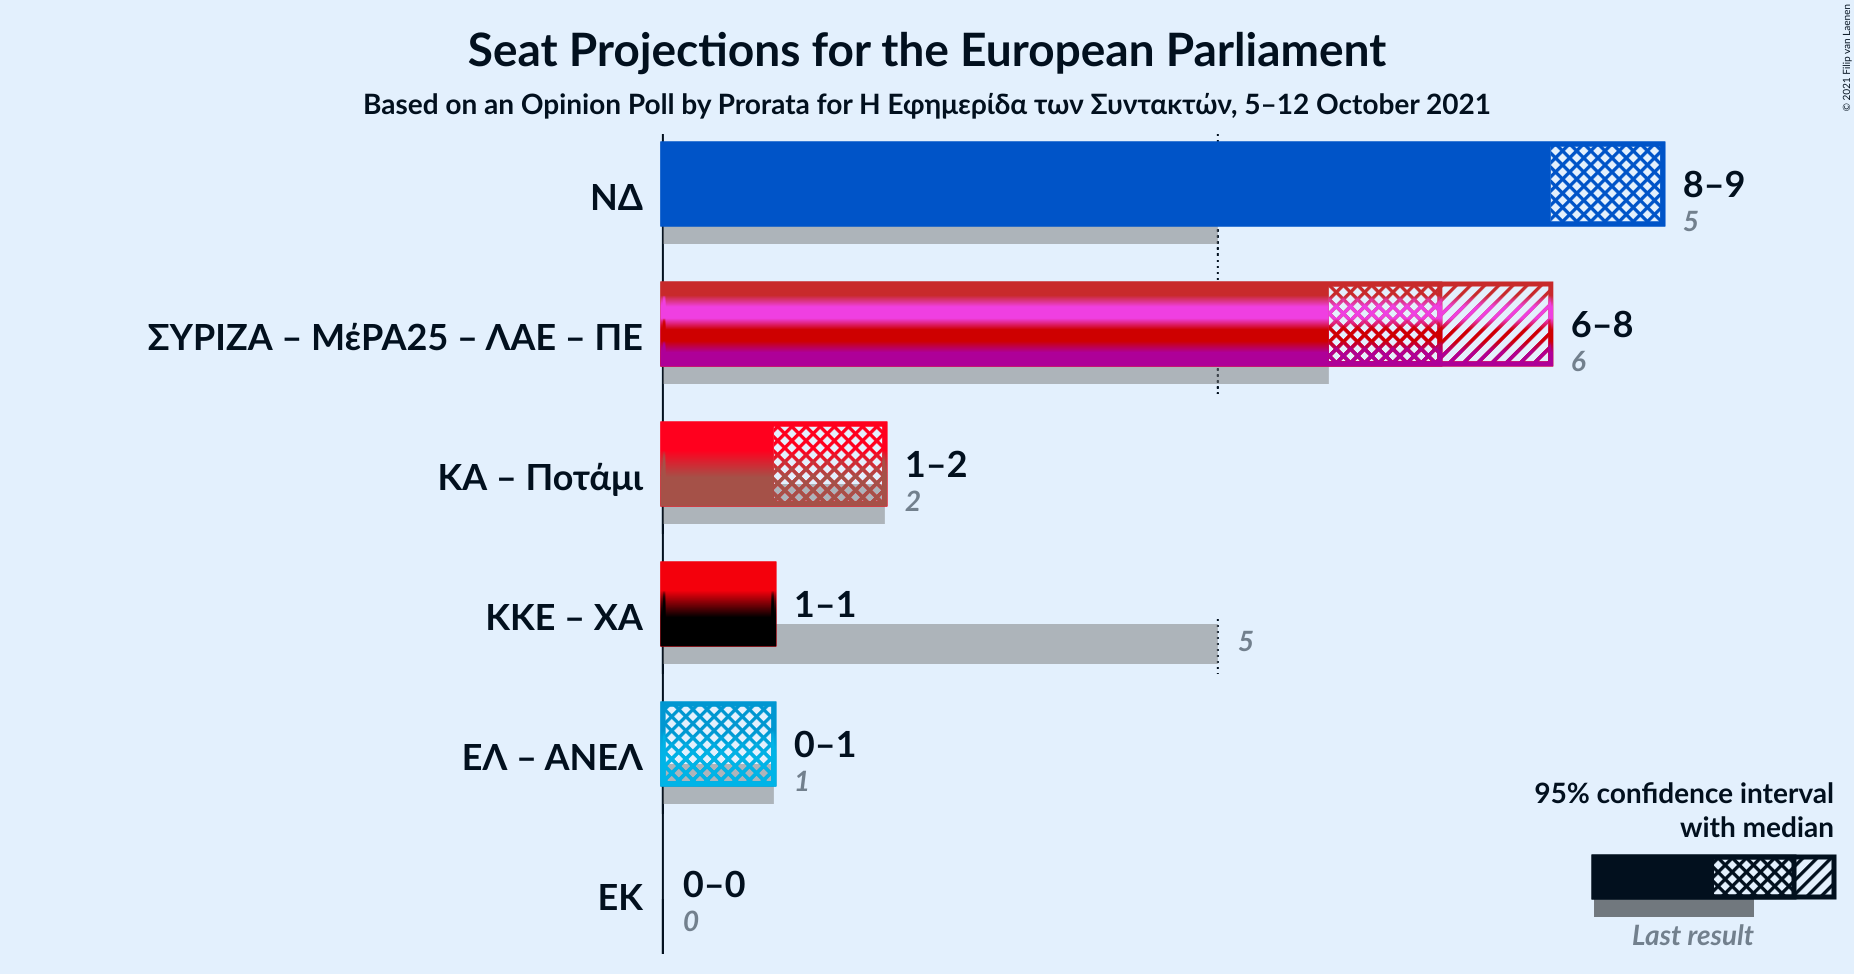 Seat Projections for the European Parliament
Based on an Opinion Poll by Prorata for Η Εφημερίδα των Συντακτών, 5–12 October 2021
© 2021 Filip van Laenen
ΝΔ
8–9
5
ΣΥΡΙΖΑ – ΜέΡΑ25 – ΛΑΕ – ΠΕ
6–8
6
ΚΑ – Ποτάμι
1–2
2
ΚΚΕ – ΧΑ
1–1
5
ΕΛ – ΑΝΕΛ
0–1
1
ΕΚ
0–0
0
95% confidence interval
with median
Last result